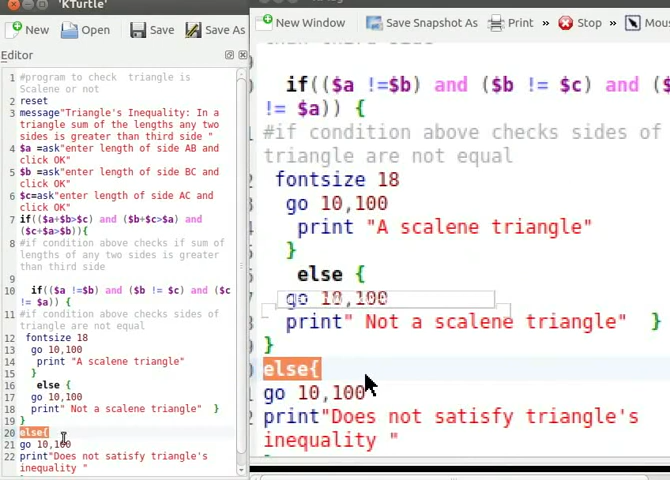 'KTurtle'
New Open Save Save As
Editor
1 #program to check triangle is
Scalene or not
2 reset
3 message"Triangle's Inequality: In a
triangle sum of the lengths any two
sides is greater than third side "
4 $a =ask"enter length of side AB and
click OK"
5 $b =ask"enter length of side BC and
click OK"
6 $c=ask"enter length of side AC and
click OK"
7 if(($a+$b>$c) and ($b+$c>$a) and
($c+$a>$b)){
8 #if condition above checks if sum of
lengths of any two sides is greater
than third side
9
10 if(($a !=$b) and ($b != $c) and ($c
!= $a)) {
11 #if condition above checks sides of
triangle are not equal
12 fontsize 18
13 go 10,100
14 print "A scalene triangle"
15 }
16 else {
17 go 10,100
18 print" Not a scalene triangle" }
19 }
20 else{
21 go 10,100
22 print"Does not satisfy triangle's
inequality "
New Window Save Snapshot As Print » Stop » Mou
than third side
if(($a !=$b) and ($b != $c) and ($
!= $a)) {
#if condition above checks sides of
triangle are not equal
fontsize 18
go 10,100
print "A scalene triangle"
}
else {
go 10,100
print" Not a scalene triangle" }
}
else{
go 10,100
print"Does not satisfy triangle's
inequality "